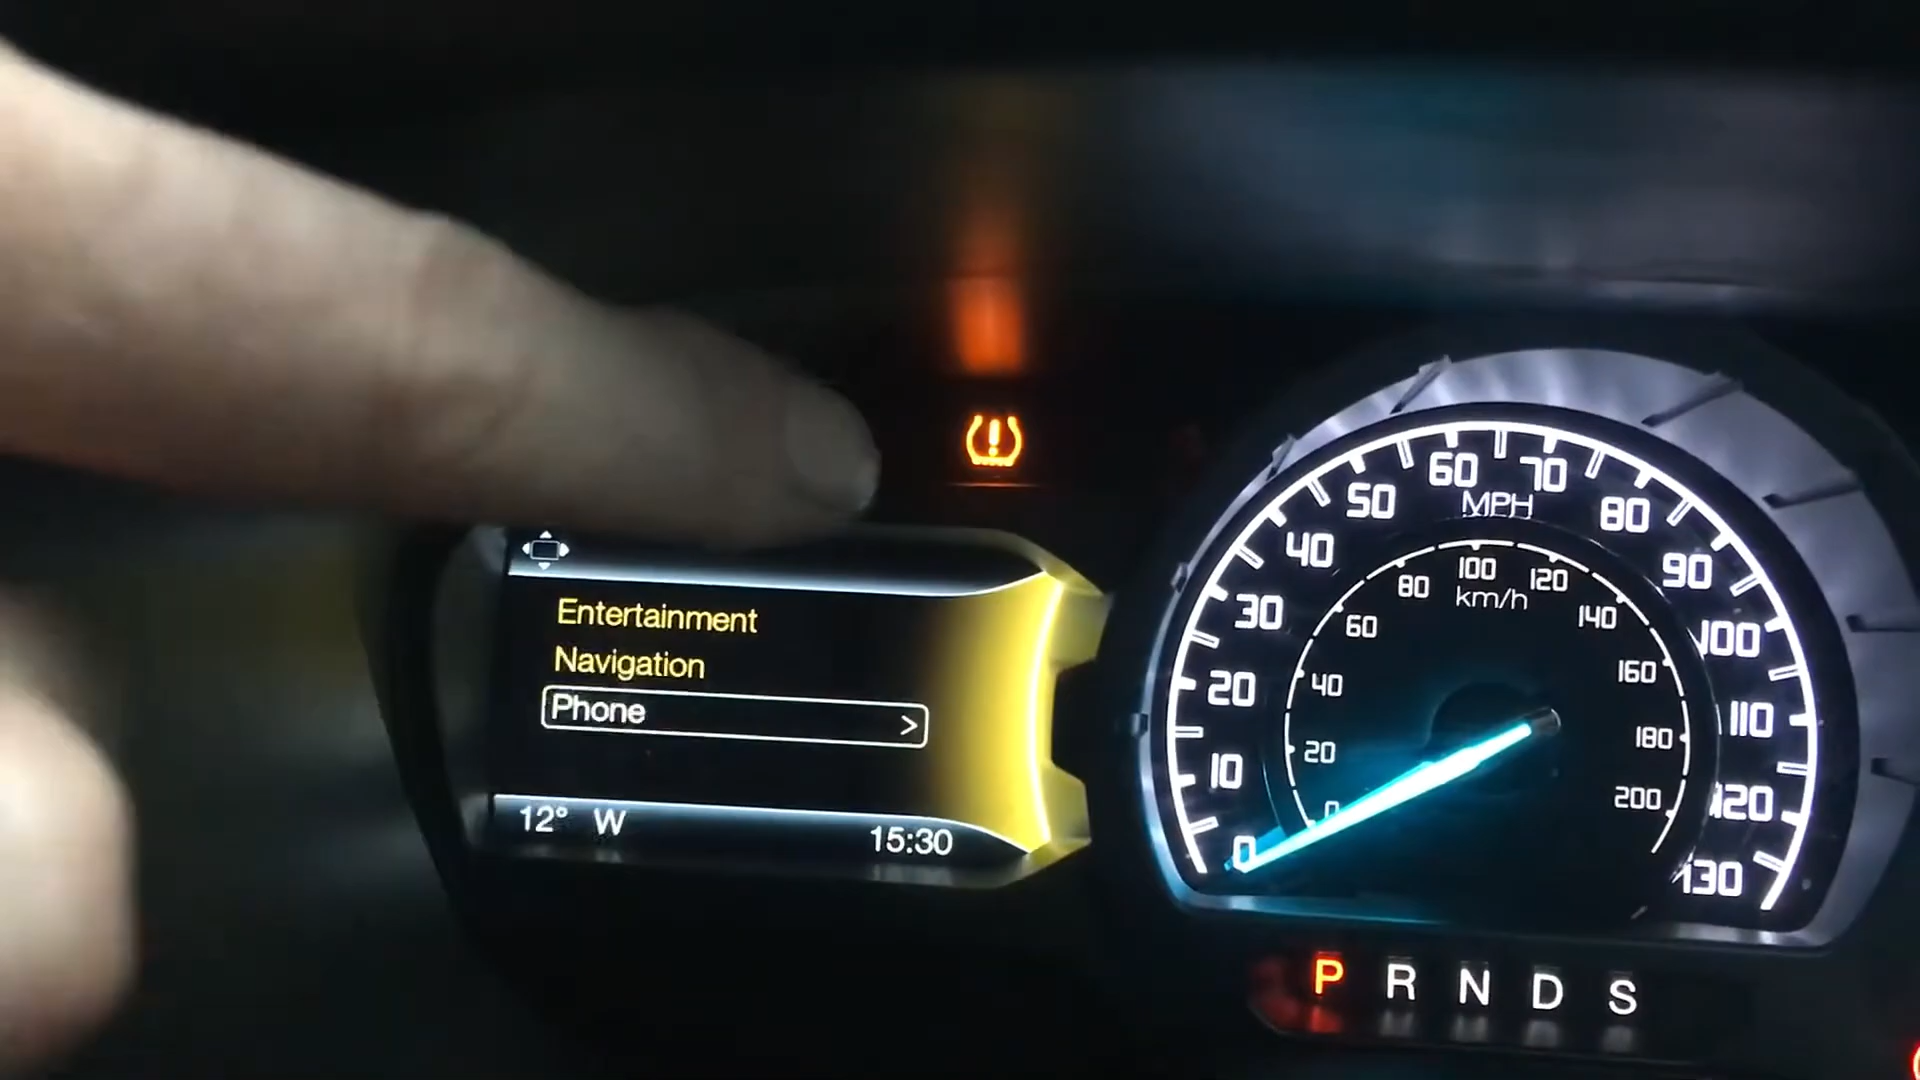 Entertainment
Navigation
Phone >
12° W 15:30
0 10 20 30 40 50 60 70 80 90 100 110 120 130
MPH
0 20 40 60 80 100 120 140 160 180 200
km/h
P R N D S